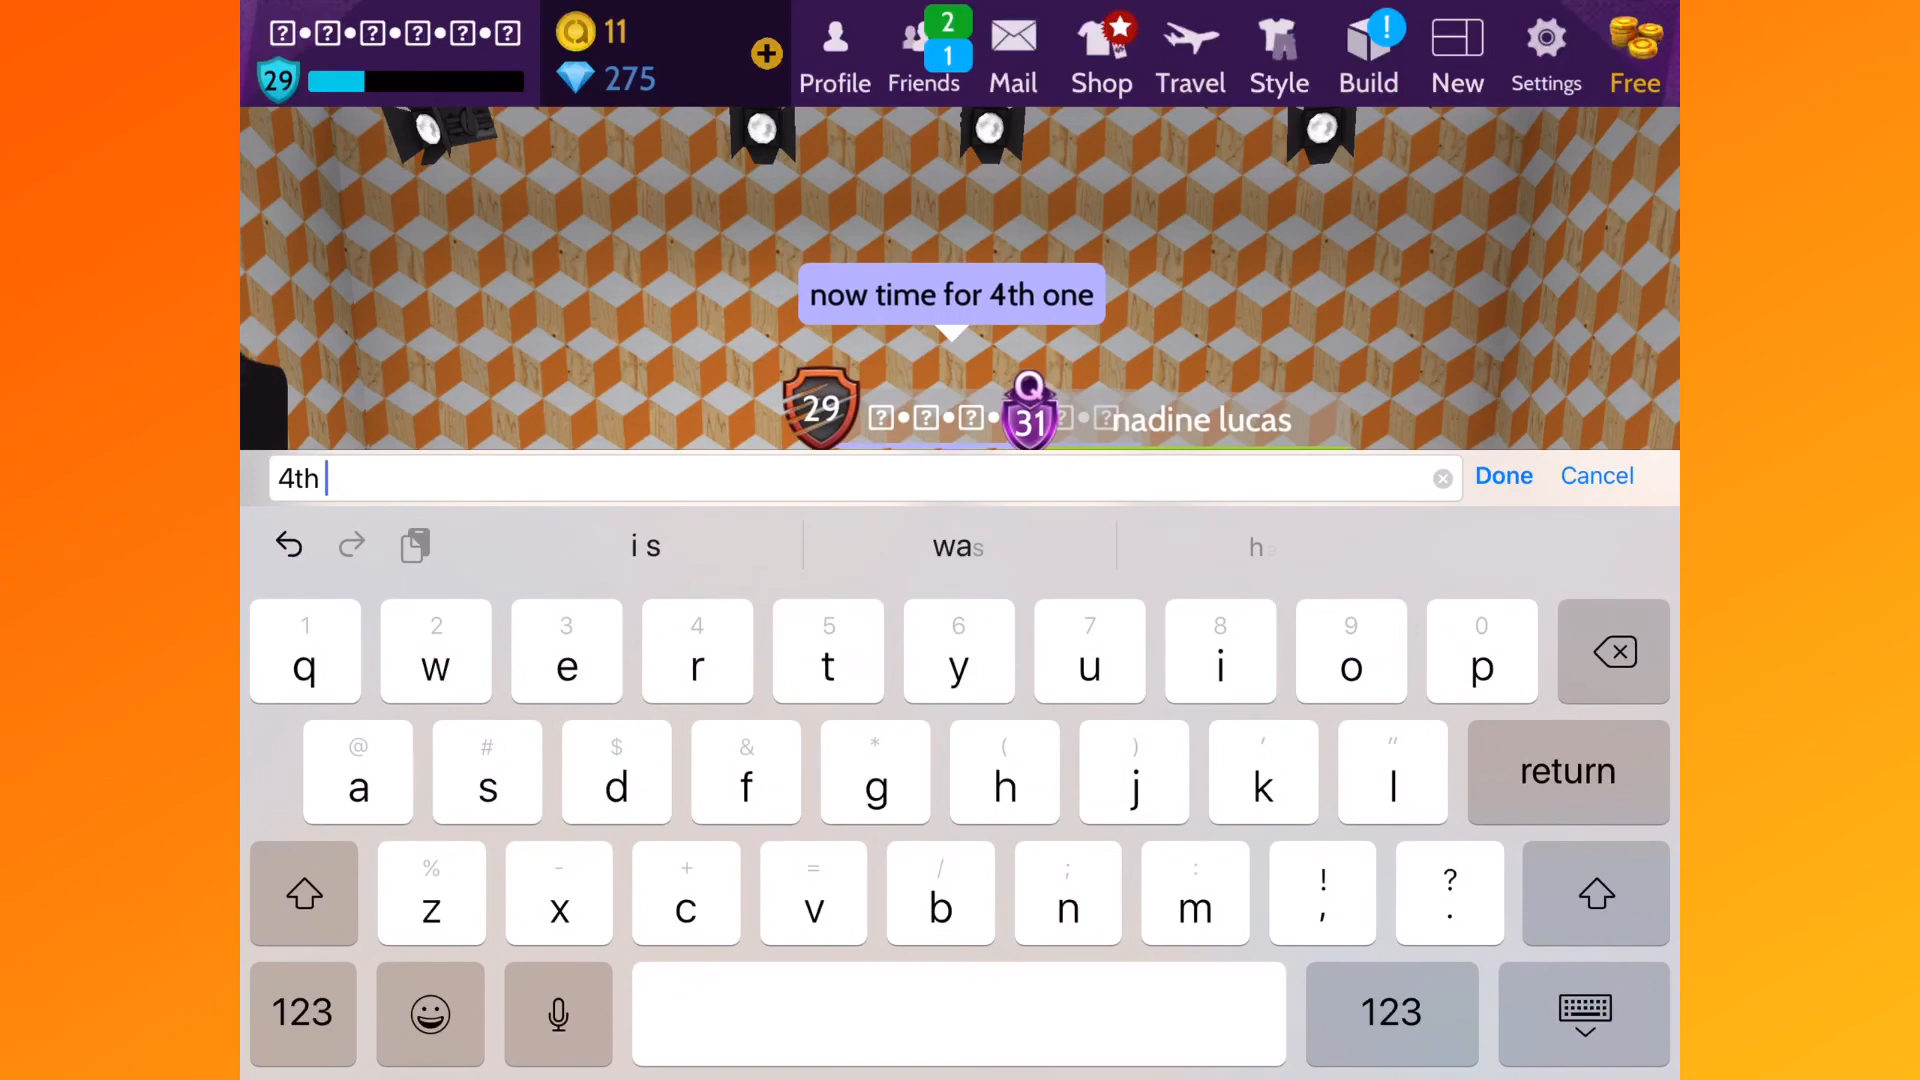 11
29
275
2
1
!
Profile
Friends
Mail
Shop
Travel
Style
Build
New
Settings
Free
now time for 4th one
29
31
nadine lucas
4th
Done
Cancel
is
was
1 2 3 4 5 6 7 8 9 0
q w e r t y u i o p
@ # $ & * ( ) ' "
a s d f g h j k l
return
% - + = / ; : ! ?
z x c v b n m , .
123
123